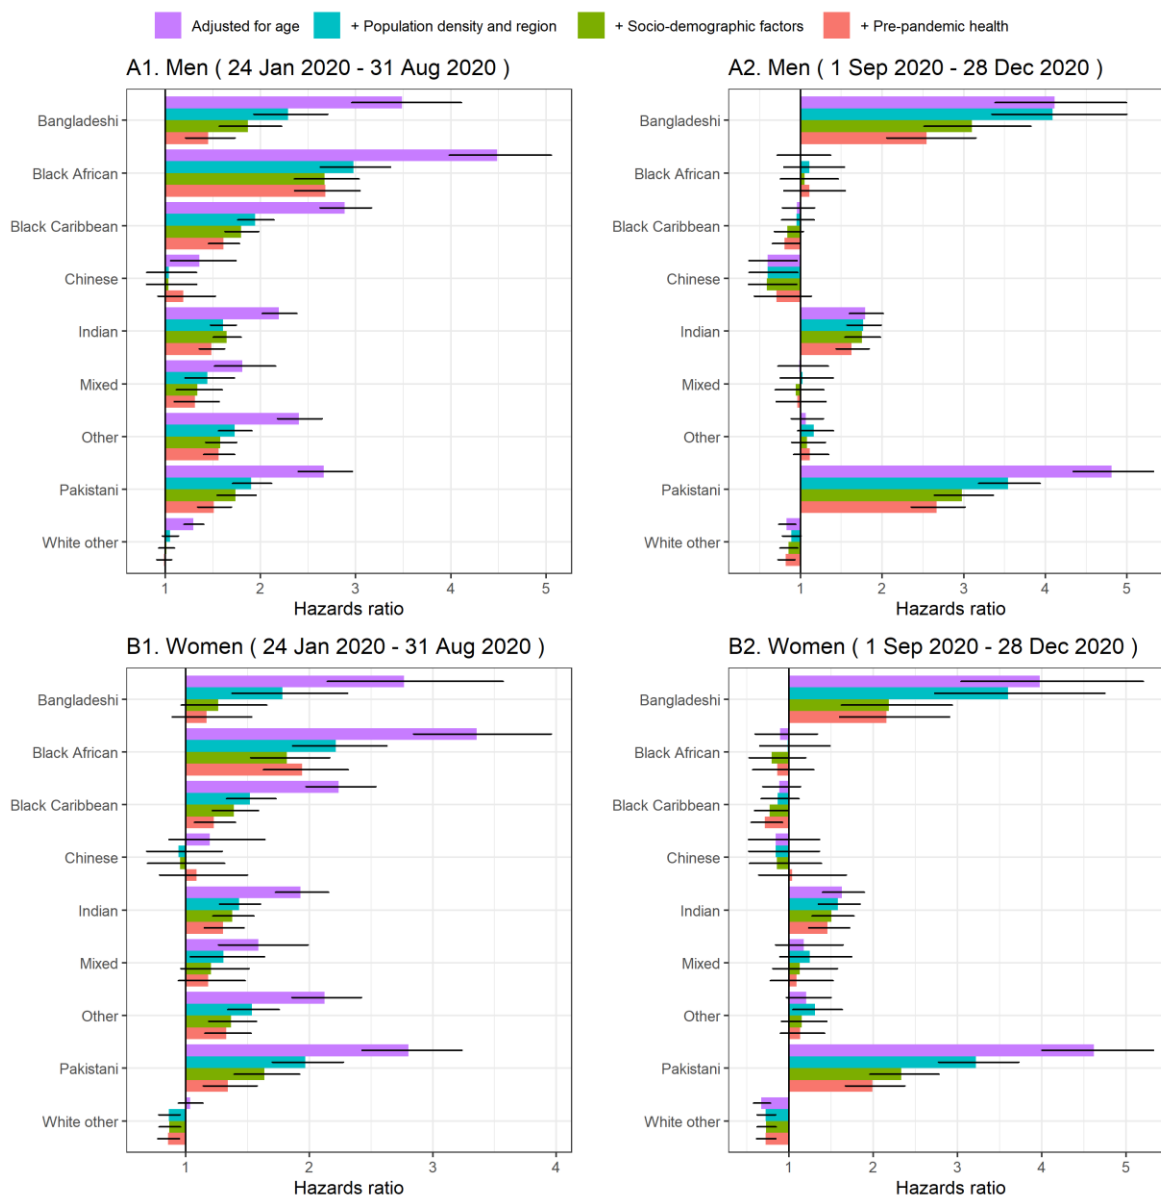 Adjusted for age + Population density and region + Socio-demographic factors + Pre-pandemic health
A1. Men ( 24 Jan 2020 - 31 Aug 2020 )
Bangladeshi
Black African
Black Caribbean
Chinese
Indian
Mixed
Other
Pakistani
White other
1 2 3 4 5
Hazards ratio
A2. Men ( 1 Sep 2020 - 28 Dec 2020 )
Bangladeshi
Black African
Black Caribbean
Chinese
Indian
Mixed
Other
Pakistani
White other
1 2 3 4 5
Hazards ratio
B1. Women ( 24 Jan 2020 - 31 Aug 2020 )
Bangladeshi
Black African
Black Caribbean
Chinese
Indian
Mixed
Other
Pakistani
White other
1 2 3 4
Hazards ratio
B2. Women ( 1 Sep 2020 - 28 Dec 2020 )
Bangladeshi
Black African
Black Caribbean
Chinese
Indian
Mixed
Other
Pakistani
White other
1 2 3 4 5
Hazards ratio